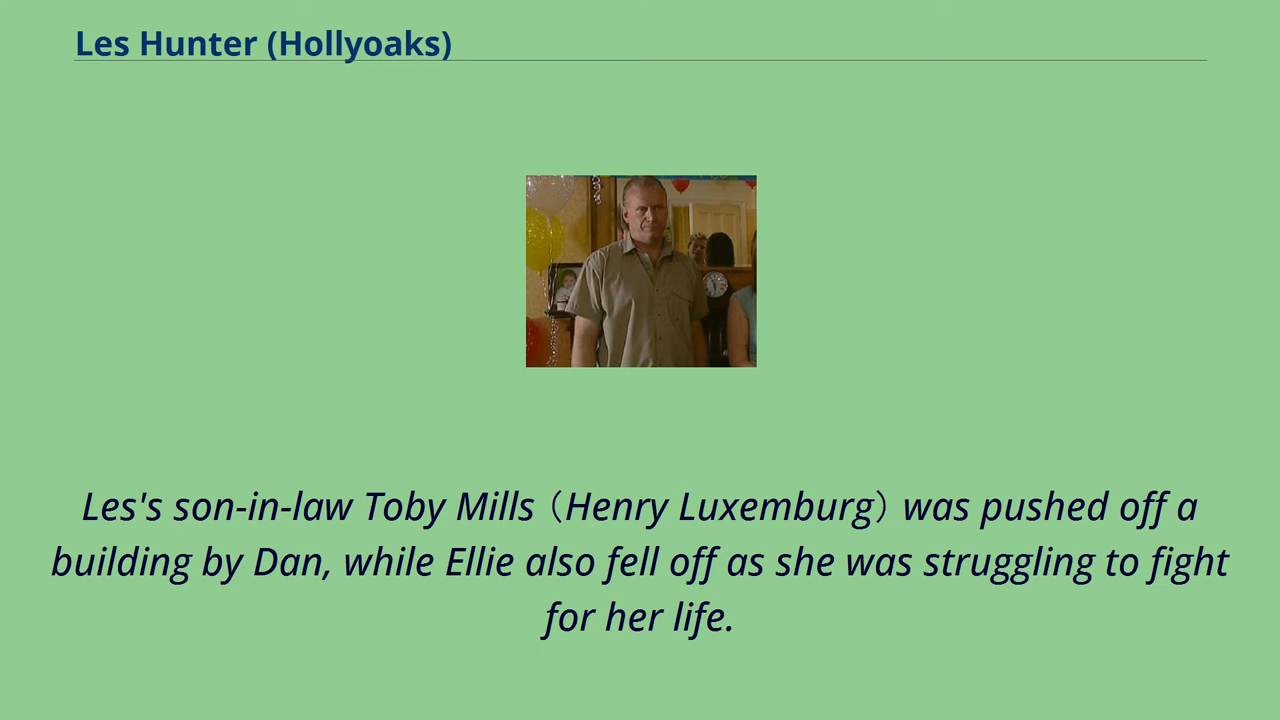 Les Hunter (Hollyoaks)
Les's son-in-law Toby Mills（Henry Luxemburg）was pushed off a
building by Dan, while Ellie also fell off as she was struggling to fight
for her life.